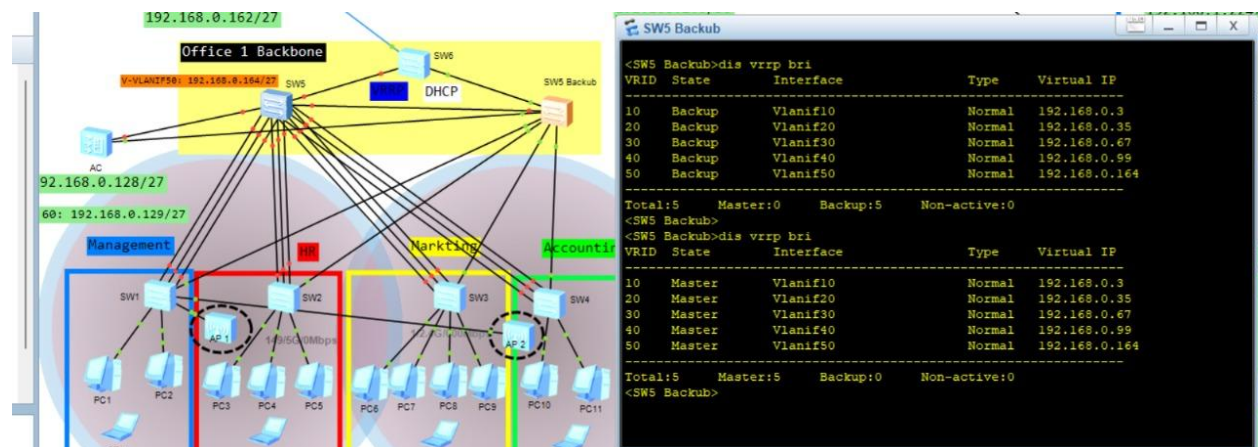 192.168.0.162/27
Office 1 Backbone
SW6
V-VLANIF50: 192.168.0.164/27
SW5
VRRP
DHCP
SW5 Backub
AC
92.168.0.128/27
60: 192.168.0.129/27
Management
HR
Markting
Accountin
SW1
SW2
SW3
SW4
AP 1
AP 2
PC1
PC2
PC3
PC4
PC5
PC6
PC7
PC8
PC9
PC10
PC11
SW5 Backub
<SW5 Backub>dis vrrp bri
VRID State Interface Type Virtual IP
10 Backup Vlanif10 Normal 192.168.0.3
20 Backup Vlanif20 Normal 192.168.0.35
30 Backup Vlanif30 Normal 192.168.0.67
40 Backup Vlanif40 Normal 192.168.0.99
50 Backup Vlanif50 Normal 192.168.0.164
Total:5 Master:0 Backup:5 Non-active:0
<SW5 Backub>
<SW5 Backub>dis vrrp bri
VRID State Interface Type Virtual IP
10 Master Vlanif10 Normal 192.168.0.3
20 Master Vlanif20 Normal 192.168.0.35
30 Master Vlanif30 Normal 192.168.0.67
40 Master Vlanif40 Normal 192.168.0.99
50 Master Vlanif50 Normal 192.168.0.164
Total:5 Master:5 Backup:0 Non-active:0
<SW5 Backub>